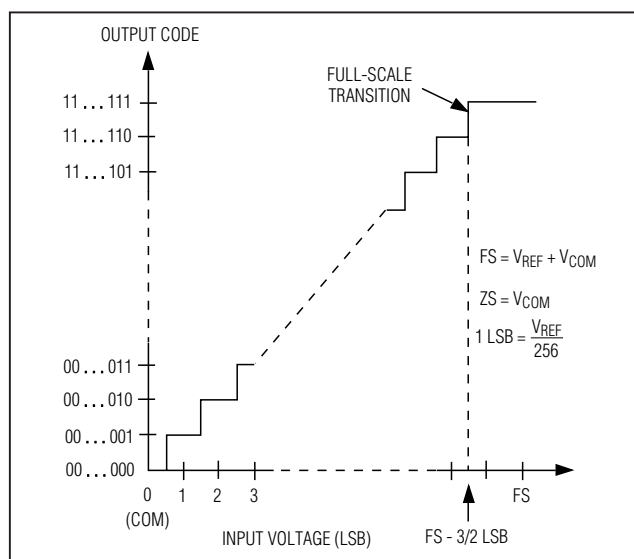 OUTPUT CODE
FULL-SCALE
TRANSITION
11...111
11...110
11...101
FS = VREF + VCOM
ZS = VCOM
1 LSB = VREF
256
00...011
00...010
00...001
00...000
0 1 2 3 FS
(COM)
INPUT VOLTAGE (LSB)
FS - 3/2 LSB